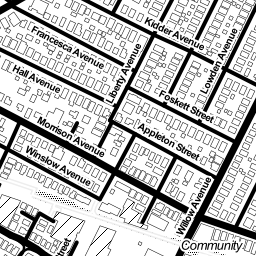 Kidder Avenue
Francesca Avenue
Lowden Avenue
Liberty Avenue
Hall Avenue
Foskett Street
Morrison Avenue
Appleton Street
Winslow Avenue
Willow Avenue
Street
Community